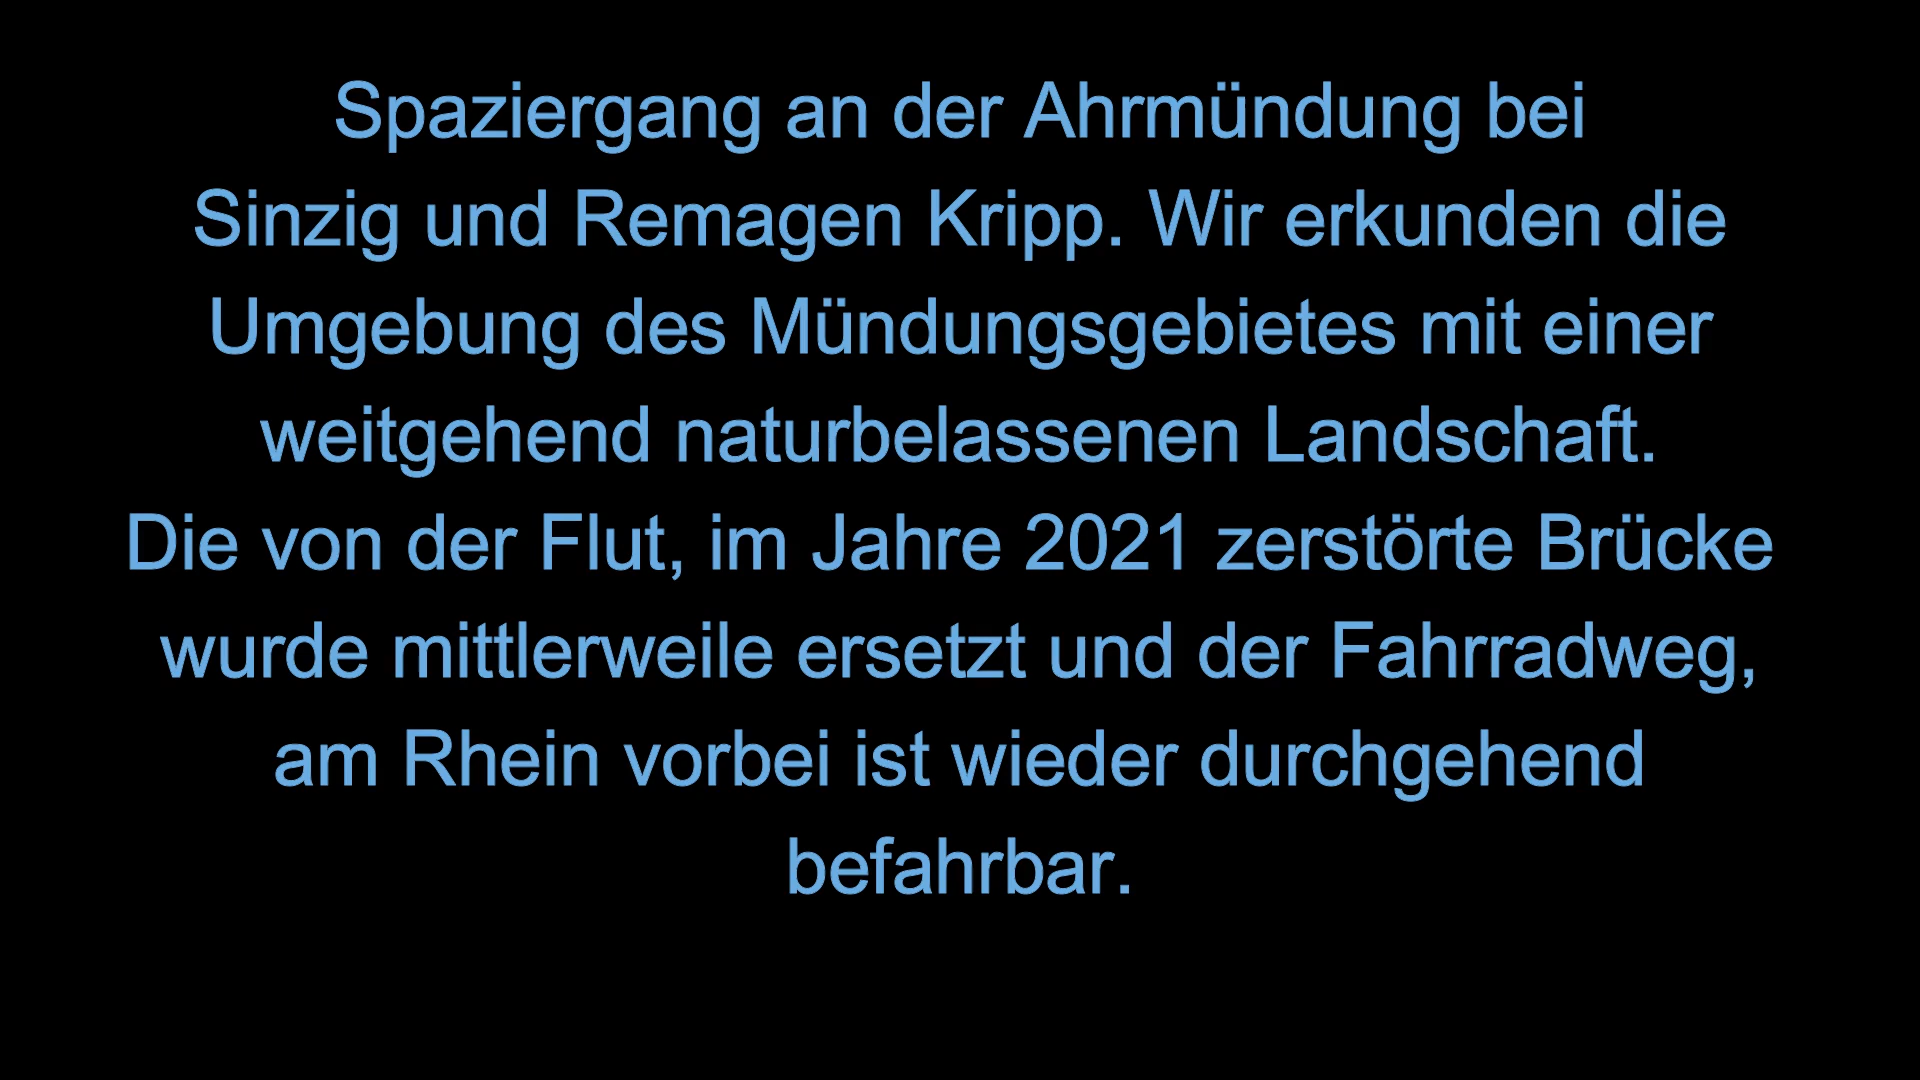 Spaziergang an der Ahrmündung bei
Sinzig und Remagen Kripp. Wir erkunden die
Umgebung des Mündungsgebietes mit einer
weitgehend naturbelassenen Landschaft.
Die von der Flut, im Jahre 2021 zerstörte Brücke
wurde mittlerweile ersetzt und der Fahrradweg,
am Rhein vorbei ist wieder durchgehend
befahrbar.